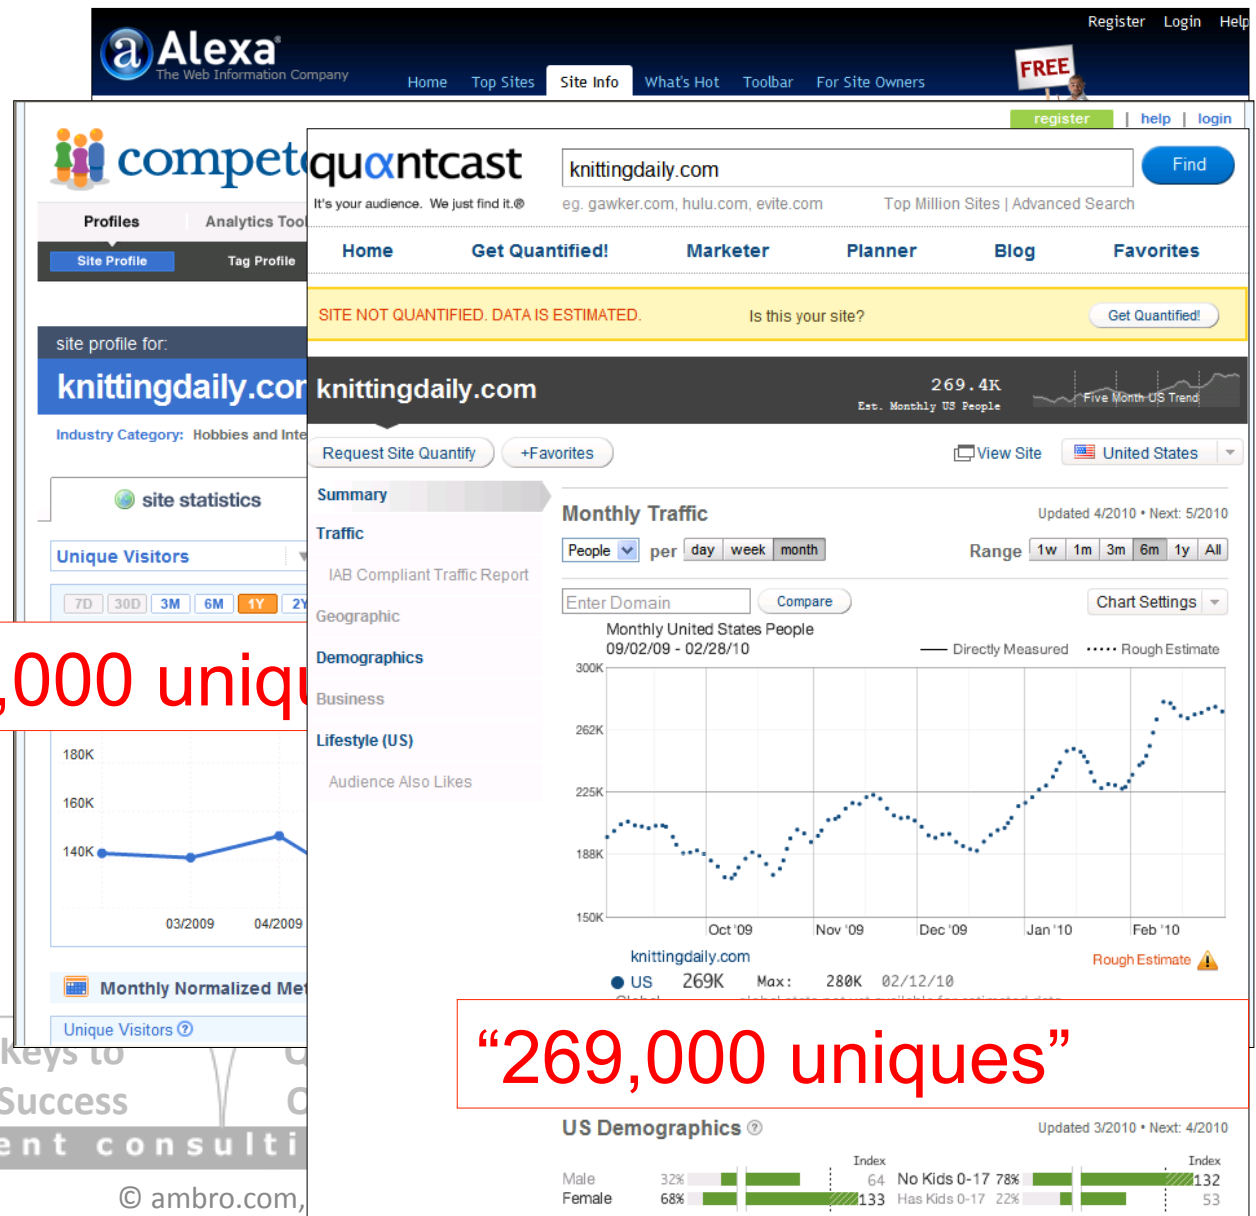 Register Login Help
Alexa®
The Web Information Company
Home Top Sites Site Info What's Hot Toolbar For Site Owners
FREE
register | help | login
compete
Profiles Analytics Tool
Site Profile Tag Profile
site profile for:
knittingdaily.com
Industry Category: Hobbies and Inte
site statistics
Unique Visitors
7D 30D 3M 6M 1Y 2Y
,000 uniqu
180K
160K
140K
03/2009 04/2009
Monthly Normalized Met
Unique Visitors
quantcast
It's your audience. We just find it.®
knittingdaily.com
Find
eg. gawker.com, hulu.com, evite.com Top Million Sites | Advanced Search
Home Get Quantified! Marketer Planner Blog Favorites
SITE NOT QUANTIFIED. DATA IS ESTIMATED. Is this your site? Get Quantified!
knittingdaily.com
269.4K
Est. Monthly US People
Five Month US Trend
Request Site Quantify +Favorites
View Site United States
Summary
Traffic
IAB Compliant Traffic Report
Geographic
Demographics
Business
Lifestyle (US)
Audience Also Likes
Monthly Traffic
Updated 4/2010 • Next: 5/2010
People per day week month
Range 1w 1m 3m 6m 1y All
Enter Domain Compare Chart Settings
Monthly United States People
09/02/09 - 02/28/10
Directly Measured Rough Estimate
300K
262K
225K
188K
150K
Oct '09 Nov '09 Dec '09 Jan '10 Feb '10
knittingdaily.com
Rough Estimate
US 269K Max: 280K 02/12/10
“269,000 uniques”
US Demographics
Updated 3/2010 • Next: 4/2010
Index Index
Male 32% 64 No Kids 0-17 78% 132
Female 68% 133 Has Kids 0-17 22% 53
Keys to
Success
ent consulti
© ambro.com,